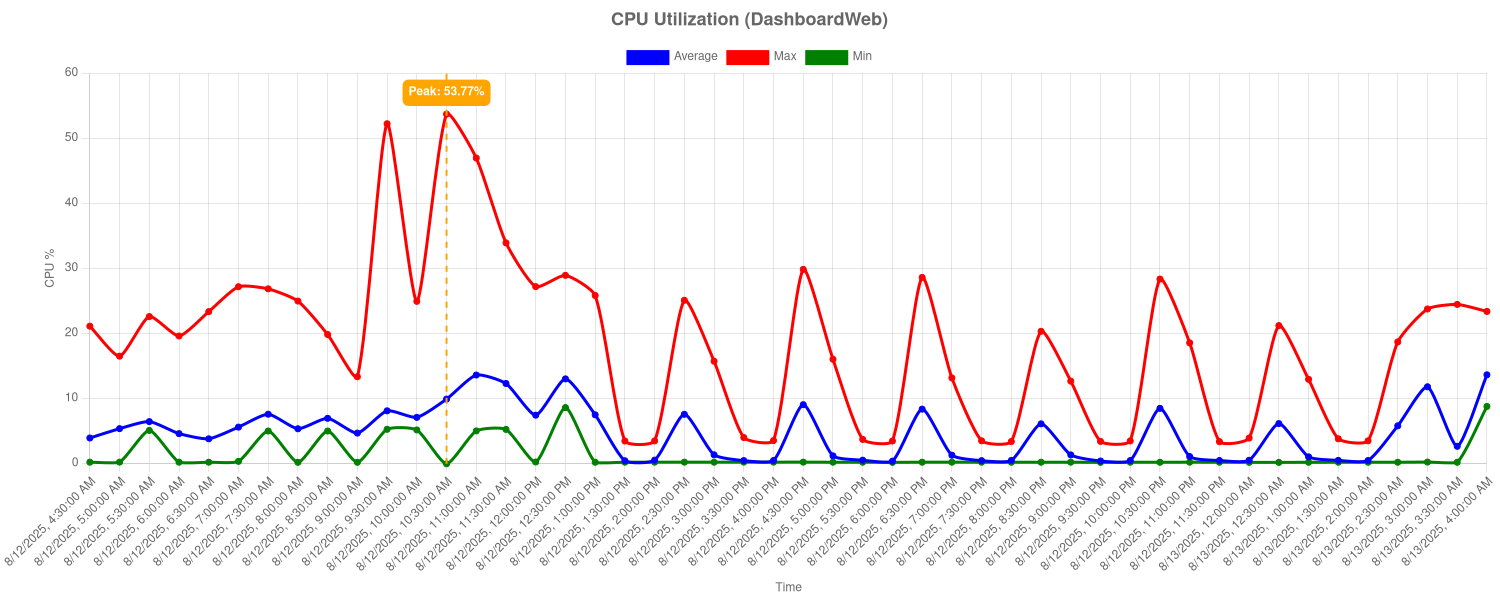 CPU Utilization (DashboardWeb)
Average Max Min
Peak: 53.77%
60
50
40
30
20
10
0
CPU %
8/12/2025, 4:30:00 AM
8/12/2025, 5:00:00 AM
8/12/2025, 5:30:00 AM
8/12/2025, 6:00:00 AM
8/12/2025, 6:30:00 AM
8/12/2025, 7:00:00 AM
8/12/2025, 7:30:00 AM
8/12/2025, 8:00:00 AM
8/12/2025, 8:30:00 AM
8/12/2025, 9:00:00 AM
8/12/2025, 9:30:00 AM
8/12/2025, 10:00:00 AM
8/12/2025, 10:30:00 AM
8/12/2025, 11:00:00 AM
8/12/2025, 11:30:00 AM
8/12/2025, 12:00:00 PM
8/12/2025, 12:30:00 PM
8/12/2025, 1:00:00 PM
8/12/2025, 1:30:00 PM
8/12/2025, 2:00:00 PM
8/12/2025, 2:30:00 PM
8/12/2025, 3:00:00 PM
8/12/2025, 3:30:00 PM
8/12/2025, 4:00:00 PM
8/12/2025, 4:30:00 PM
8/12/2025, 5:00:00 PM
8/12/2025, 5:30:00 PM
8/12/2025, 6:00:00 PM
8/12/2025, 6:30:00 PM
8/12/2025, 7:00:00 PM
8/12/2025, 7:30:00 PM
8/12/2025, 8:00:00 PM
8/12/2025, 8:30:00 PM
8/12/2025, 9:00:00 PM
8/12/2025, 9:30:00 PM
8/12/2025, 10:00:00 PM
8/12/2025, 10:30:00 PM
8/12/2025, 11:00:00 PM
8/12/2025, 11:30:00 PM
8/13/2025, 12:00:00 AM
8/13/2025, 12:30:00 AM
8/13/2025, 1:00:00 AM
8/13/2025, 1:30:00 AM
8/13/2025, 2:00:00 AM
8/13/2025, 2:30:00 AM
8/13/2025, 3:00:00 AM
8/13/2025, 3:30:00 AM
8/13/2025, 4:00:00 AM
Time